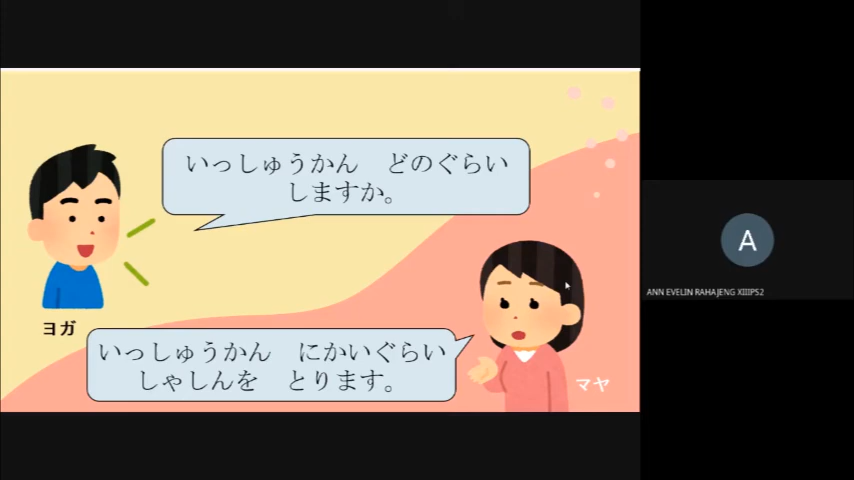 いっしゅうかん　どのぐらい
しますか。
ヨガ
いっしゅうかん　にかいぐらい
しゃしんを　とります。
マヤ
A
ANN EVELIN RAHAJENG XIIIPS2